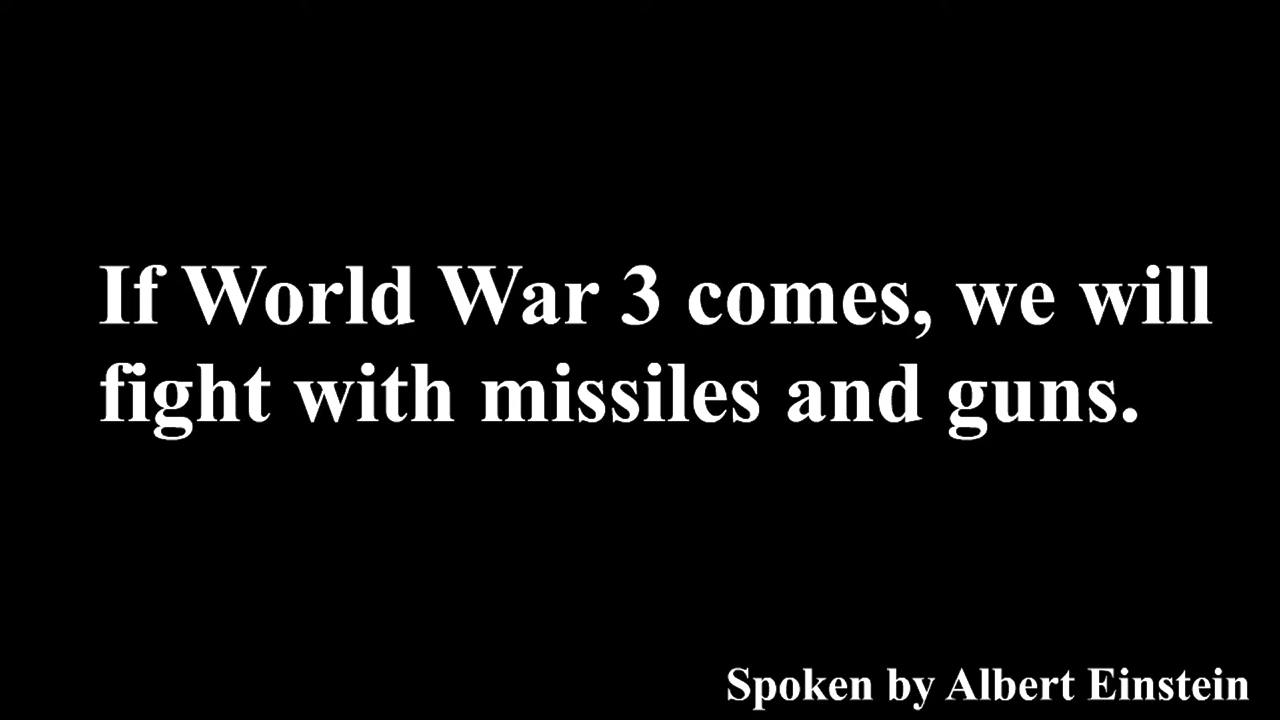 If World War 3 comes, we will
fight with missiles and guns.
Spoken by Albert Einstein